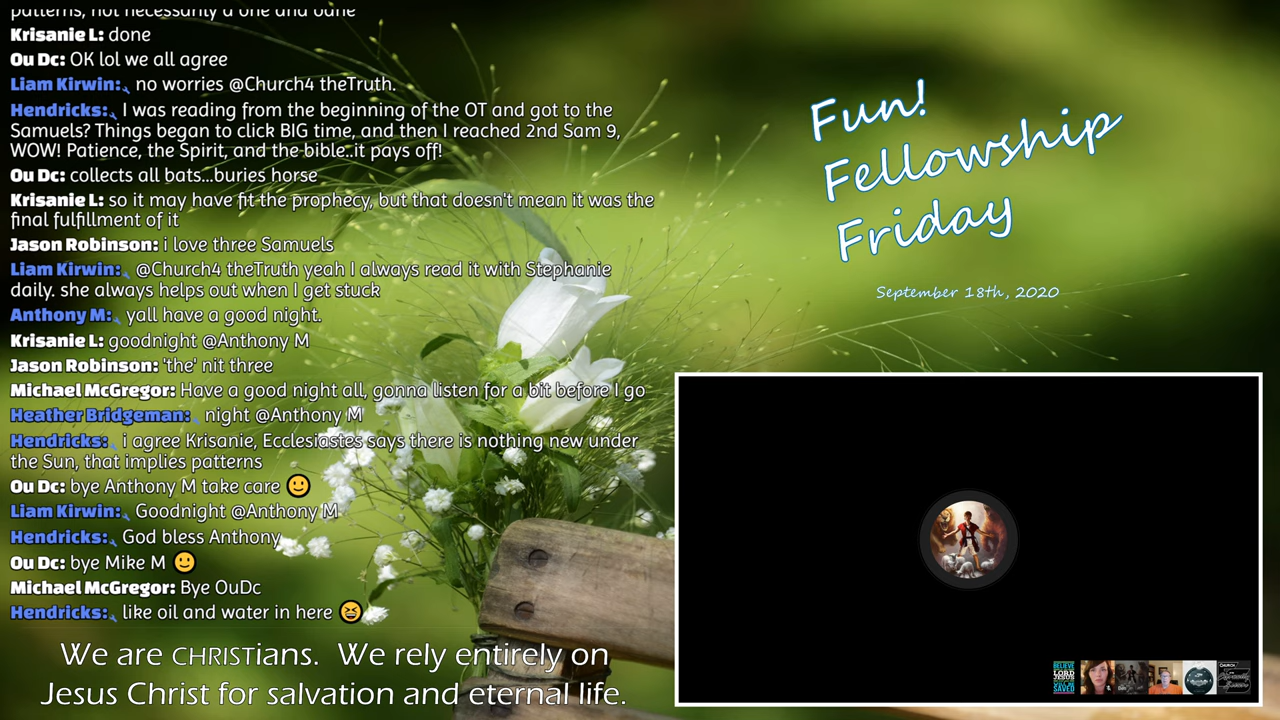 patterns, not necessarily a one and done
Krisanie L: done
Ou Dc: OK lol we all agree
Liam Kirwin: no worries @Church4 theTruth.
Hendricks: I was reading from the beginning of the OT and got to the
Samuels? Things began to click BIG time, and then I reached 2nd Sam 9,
WOW! Patience, the Spirit, and the bible..it pays off!
Ou Dc: collects all bats...buries horse
Krisanie L: so it may have fit the prophecy, but that doesn't mean it was the
final fulfillment of it
Jason Robinson: i love three Samuels
Liam Kirwin: @Church4 theTruth yeah I always read it with Stephanie
daily. she always helps out when I get stuck
Anthony M: yall have a good night.
Krisanie L: goodnight @Anthony M
Jason Robinson: 'the' nit three
Michael McGregor: Have a good night all, gonna listen for a bit before I go
Heather Bridgeman: night @Anthony M
Hendricks: i agree Krisanie, Ecclesiastes says there is nothing new under
the Sun, that implies patterns
Ou Dc: bye Anthony M take care 🙂
Liam Kirwin: Goodnight @Anthony M
Hendricks: God bless Anthony
Ou Dc: bye Mike M 🙂
Michael McGregor: Bye OuDc
Hendricks: like oil and water in here 😆
We are CHRISTians. We rely entirely on
Jesus Christ for salvation and eternal life.
Fun!
Fellowship
Friday
September 18th, 2020
BELIEVE
LORD
JESUS
SAVED
CHURCH